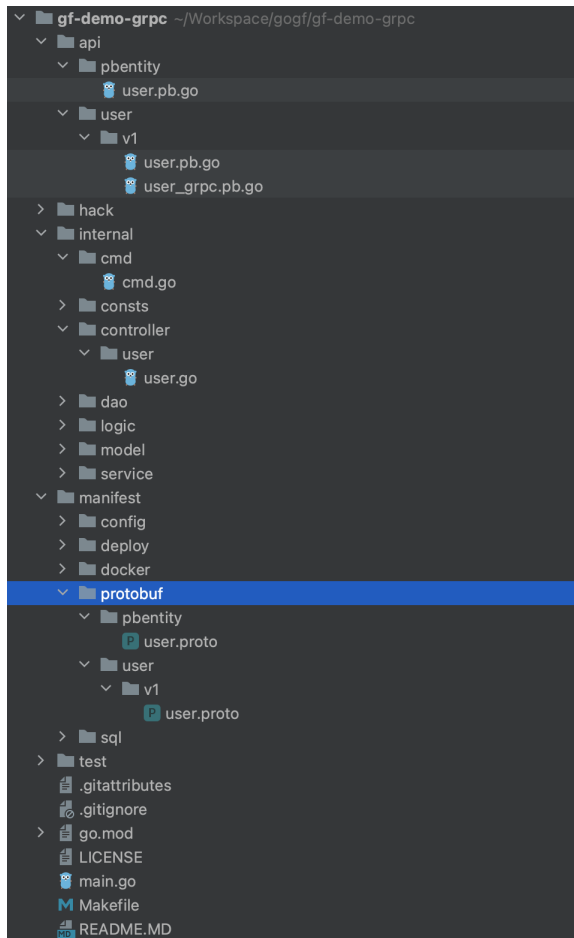 gf-demo-grpc ~/Workspace/gogf/gf-demo-grpc
api
pbentity
user.pb.go
user
v1
user.pb.go
user_grpc.pb.go
hack
internal
cmd
cmd.go
consts
controller
user
user.go
dao
logic
model
service
manifest
config
deploy
docker
protobuf
pbentity
P user.proto
user
v1
P user.proto
sql
test
.gitattributes
.gitignore
go.mod
LICENSE
main.go
M Makefile
MD README.MD